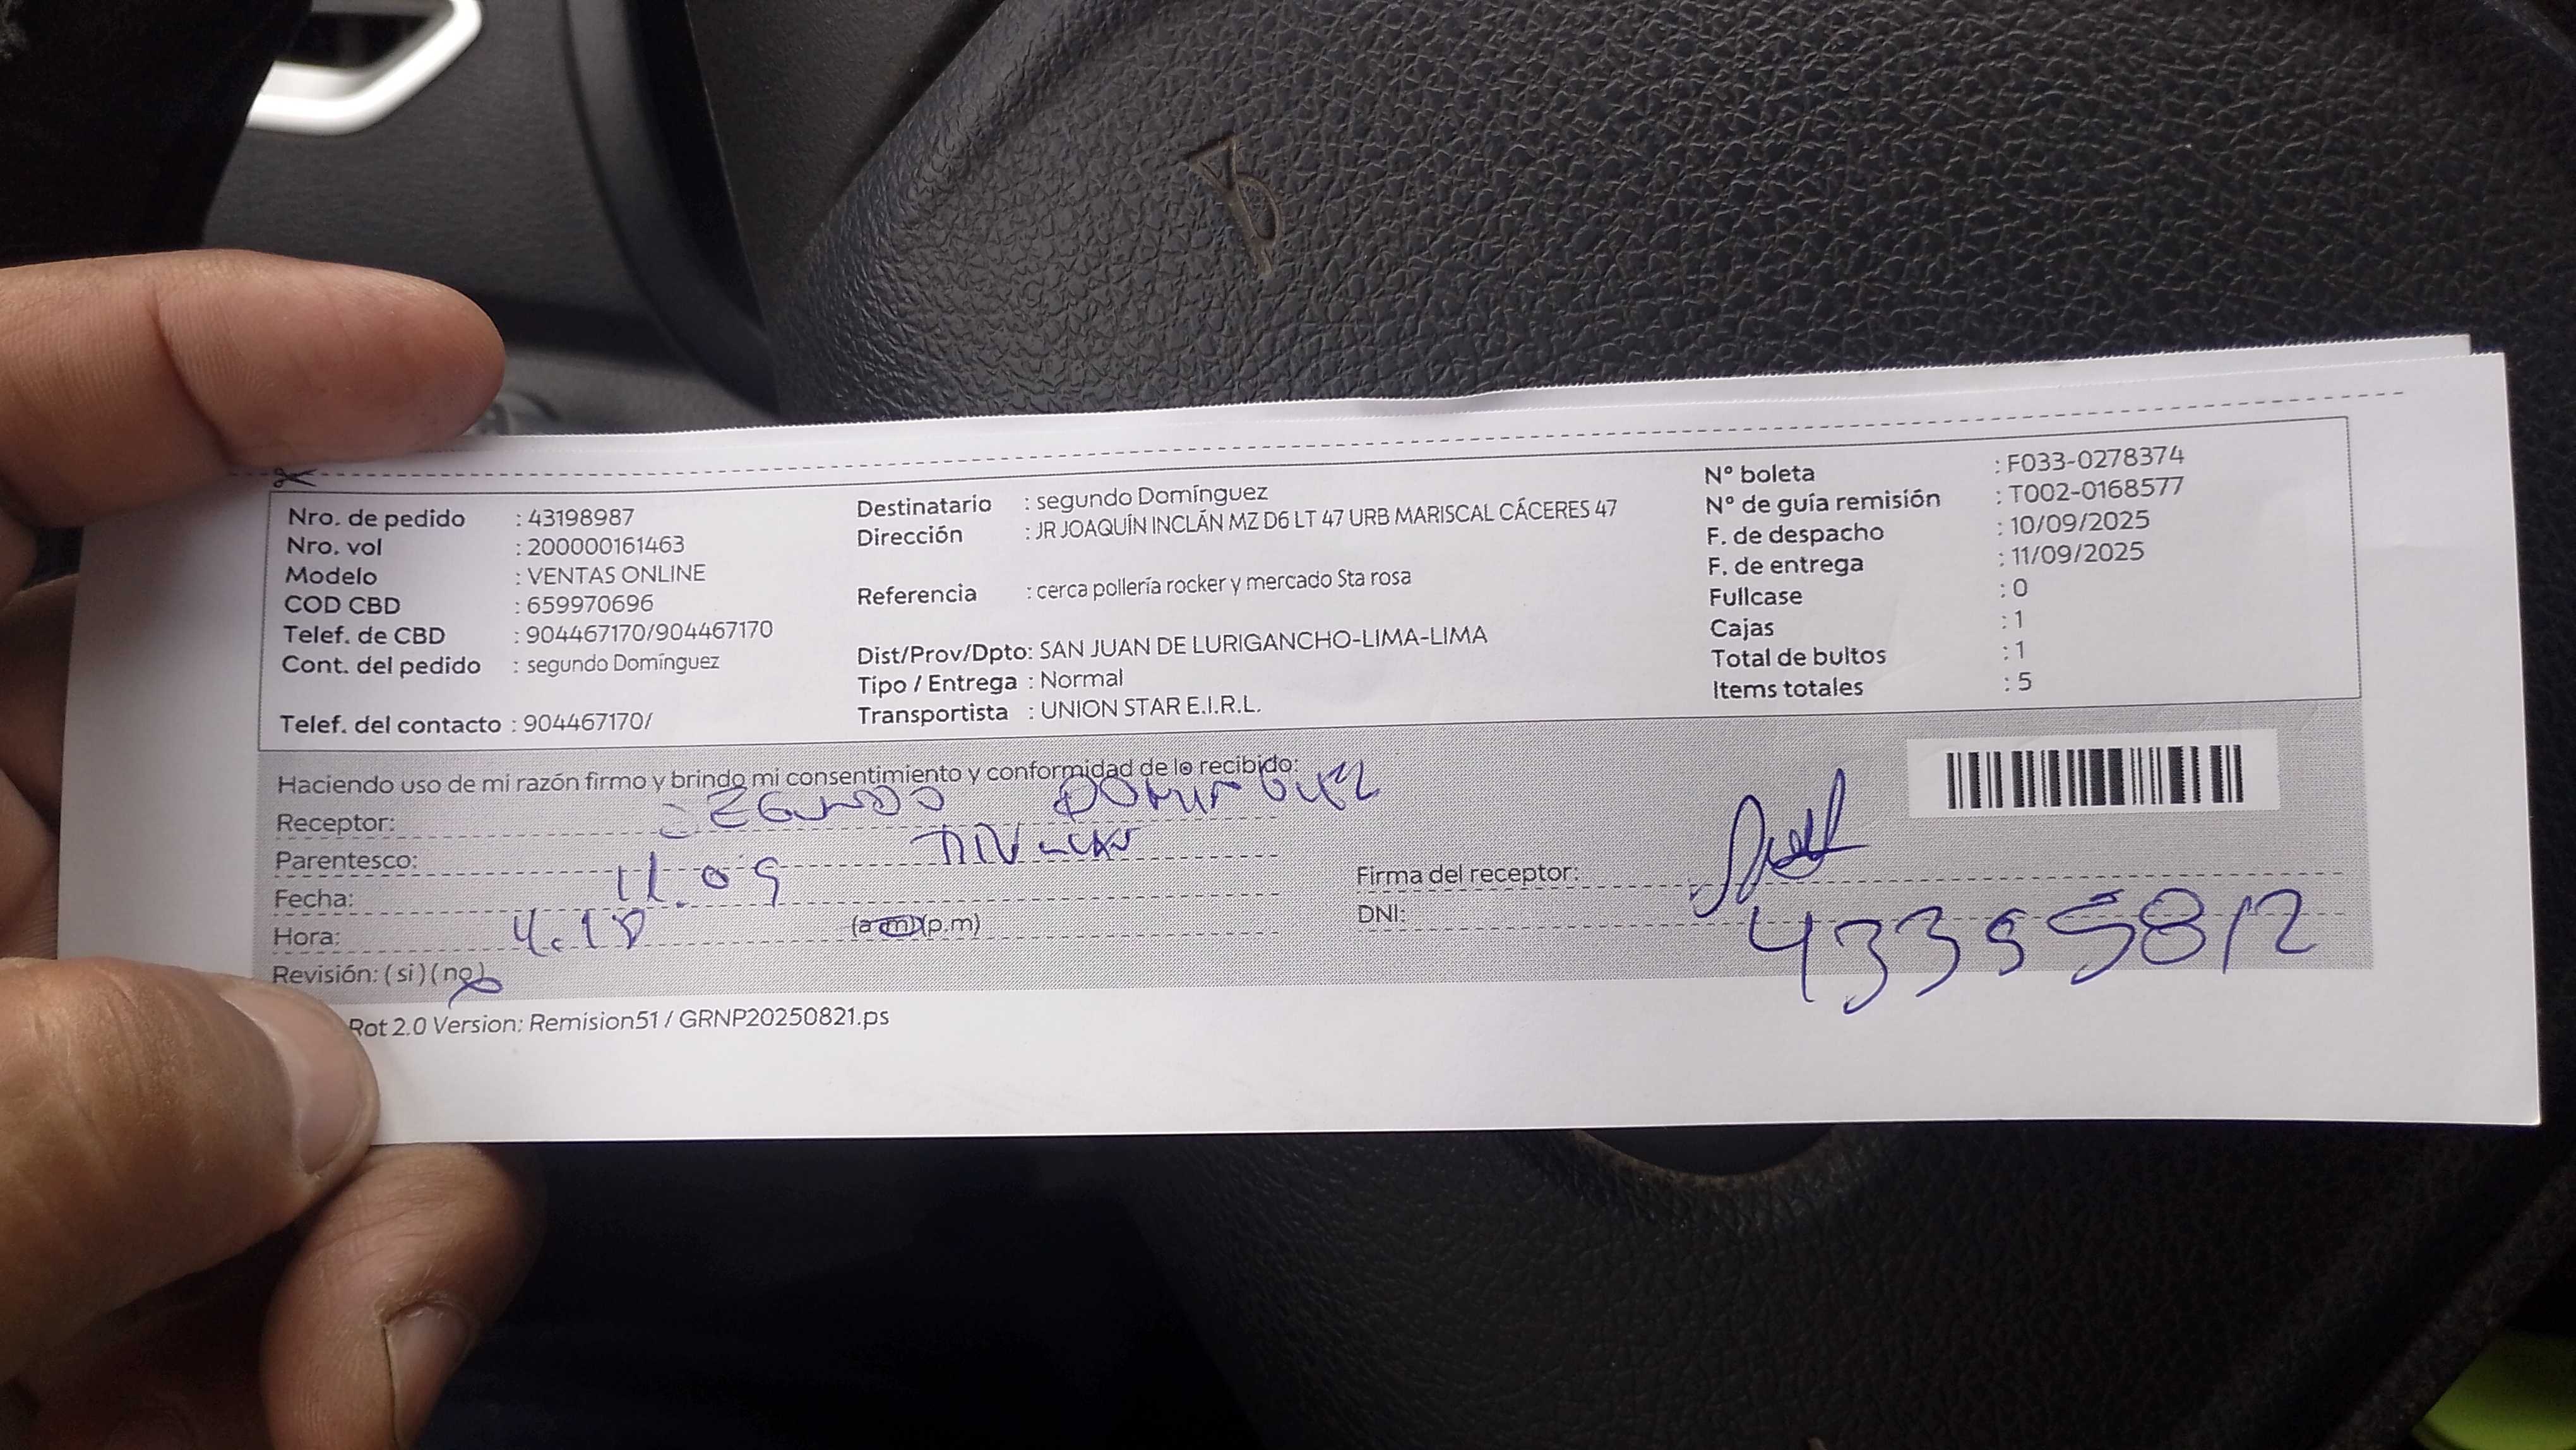 Nro. de pedido : 43198987
Nro. vol : 200000161463
Modelo : VENTAS ONLINE
COD CBD : 659970696
Telef. de CBD : 904467170/904467170
Cont. del pedido : segundo Domínguez
Telef. del contacto : 904467170/
Destinatario : segundo Domínguez
Dirección : JR JOAQUÍN INCLÁN MZ D6 LT 47 URB MARISCAL CÁCERES 47
Referencia : cerca pollería rocker y mercado Sta rosa
Dist/Prov/Dpto: SAN JUAN DE LURIGANCHO-LIMA-LIMA
Tipo / Entrega : Normal
Transportista : UNION STAR E.I.R.L.
Nº boleta : F033-0278374
Nº de guía remisión : T002-0168577
F. de despacho : 10/09/2025
F. de entrega : 11/09/2025
Fullcase : 0
Cajas : 1
Total de bultos : 1
Items totales : 5
Haciendo uso de mi razón firmo y brindo mi consentimiento y conformidad de lo recibido:
Receptor: SEGUNDO DOMINGUEZ
Parentesco:
Fecha: 11.09
Hora: 4.10 (a.m)(p.m)
Revisión: (si) (no)
Firma del receptor:
DNI: 43395812
Rot 2.0 Version: Remision51 / GRNP20250821.ps